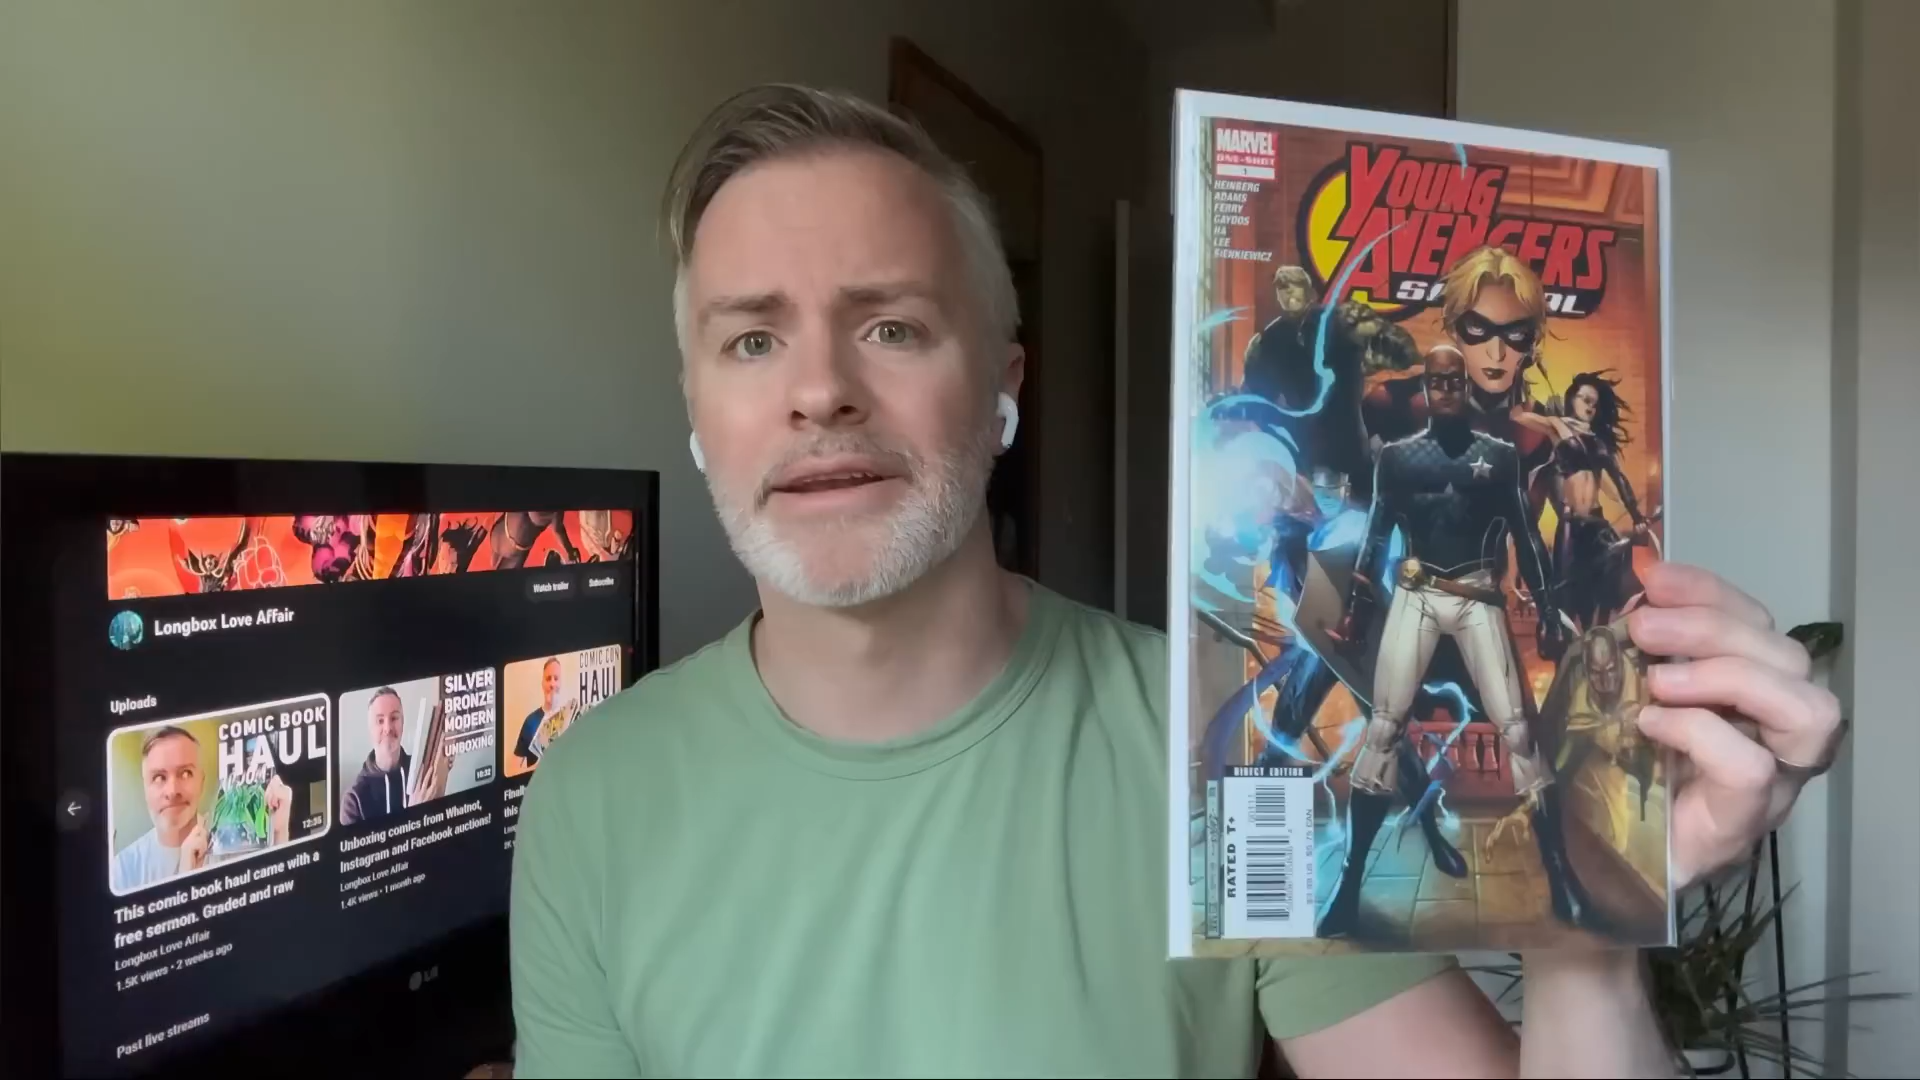 MARVEL
ONE-SHOT
1
HEINBERG
ADAMS
FERRY
GAYDOS
HA
LEE
SIENKIEWICZ
YOUNG
AVENGERS
DIRECT EDITION
RATED T+
Watch trailer
Subscribe
Longbox Love Affair
Uploads
COMIC BOOK
HAUL
12:35
This comic book haul came with a
free sermon. Graded and raw
Longbox Love Affair
1.5K views • 2 weeks ago
SILVER
BRONZE
MODERN
UNBOXING
10:32
Unboxing comics from Whatnot,
Instagram and Facebook auctions!
Longbox Love Affair
1.4K views • 1 month ago
COMIC CON
HAUL
this
LG
Past live streams